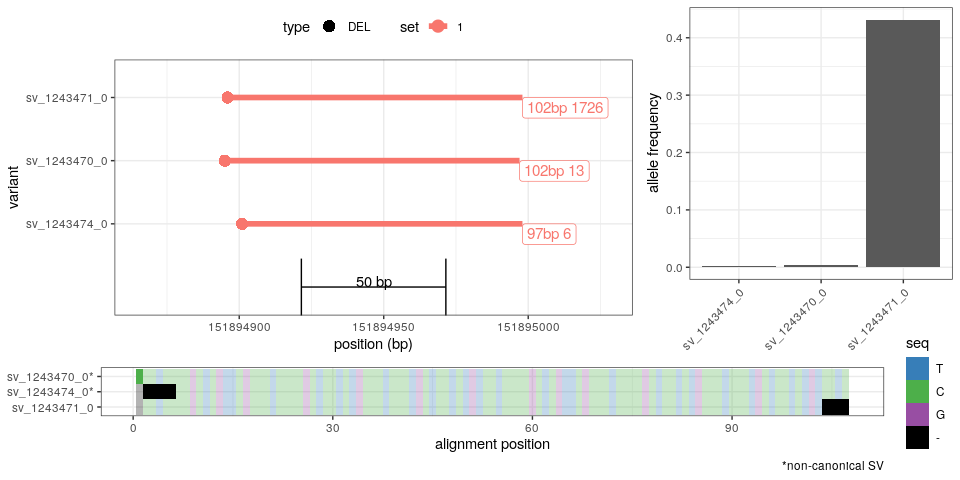 type DEL set 1
sv_1243471_0
sv_1243470_0
sv_1243474_0
variant
102bp 1726
102bp 13
97bp 6
50 bp
151894900 151894950 151895000
position (bp)
allele frequency
0.4
0.3
0.2
0.1
0.0
sv_1243474_0 sv_1243470_0 sv_1243471_0
sv_1243470_0*
sv_1243474_0*
sv_1243471_0
0 30 60 90
alignment position
seq
T
C
G
-
*non-canonical SV